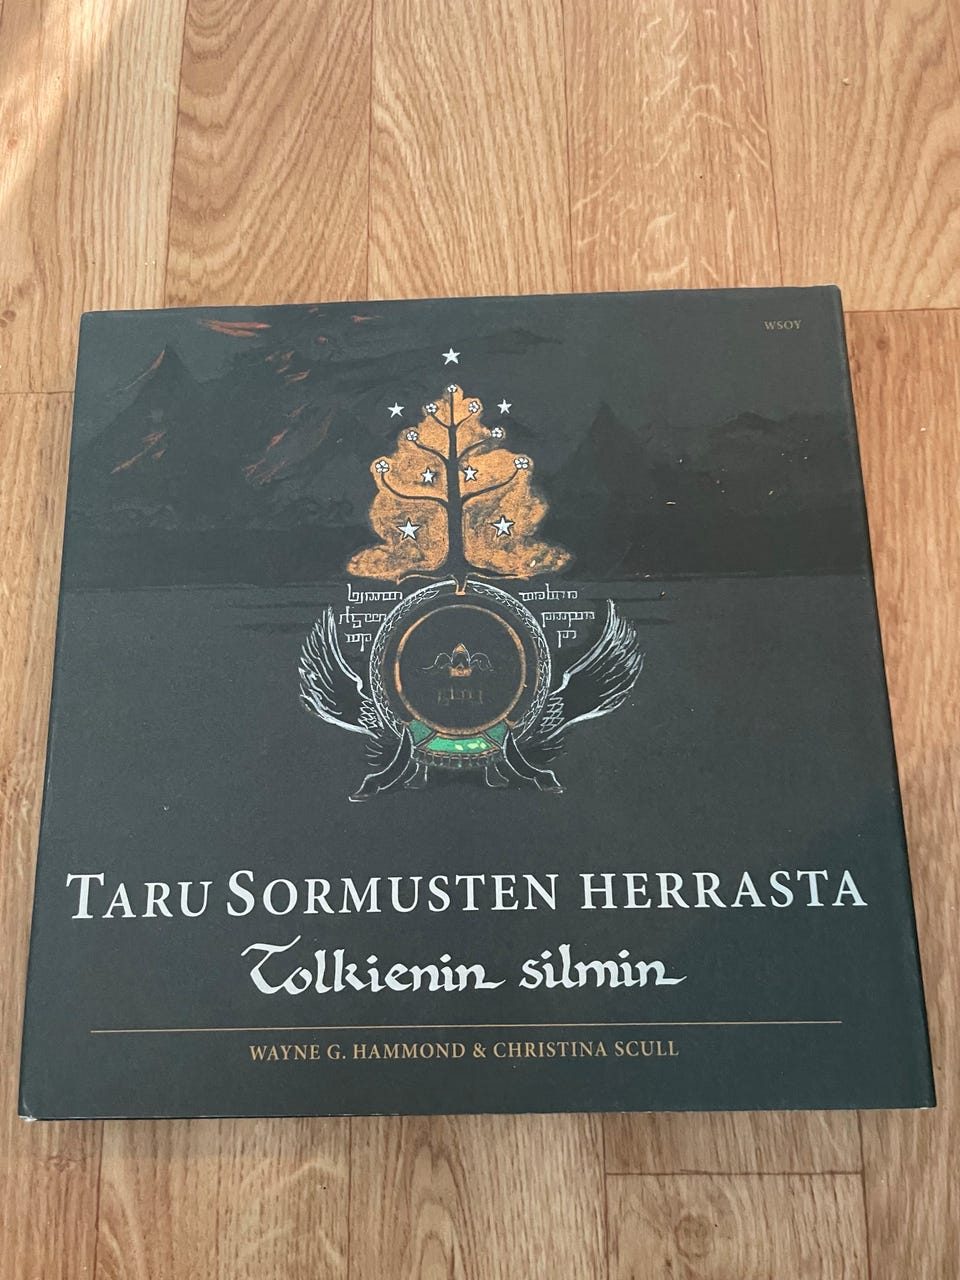 WSOY
TARU SORMUSTEN HERRASTA
Tolkienin silmin
WAYNE G. HAMMOND & CHRISTINA SCULL